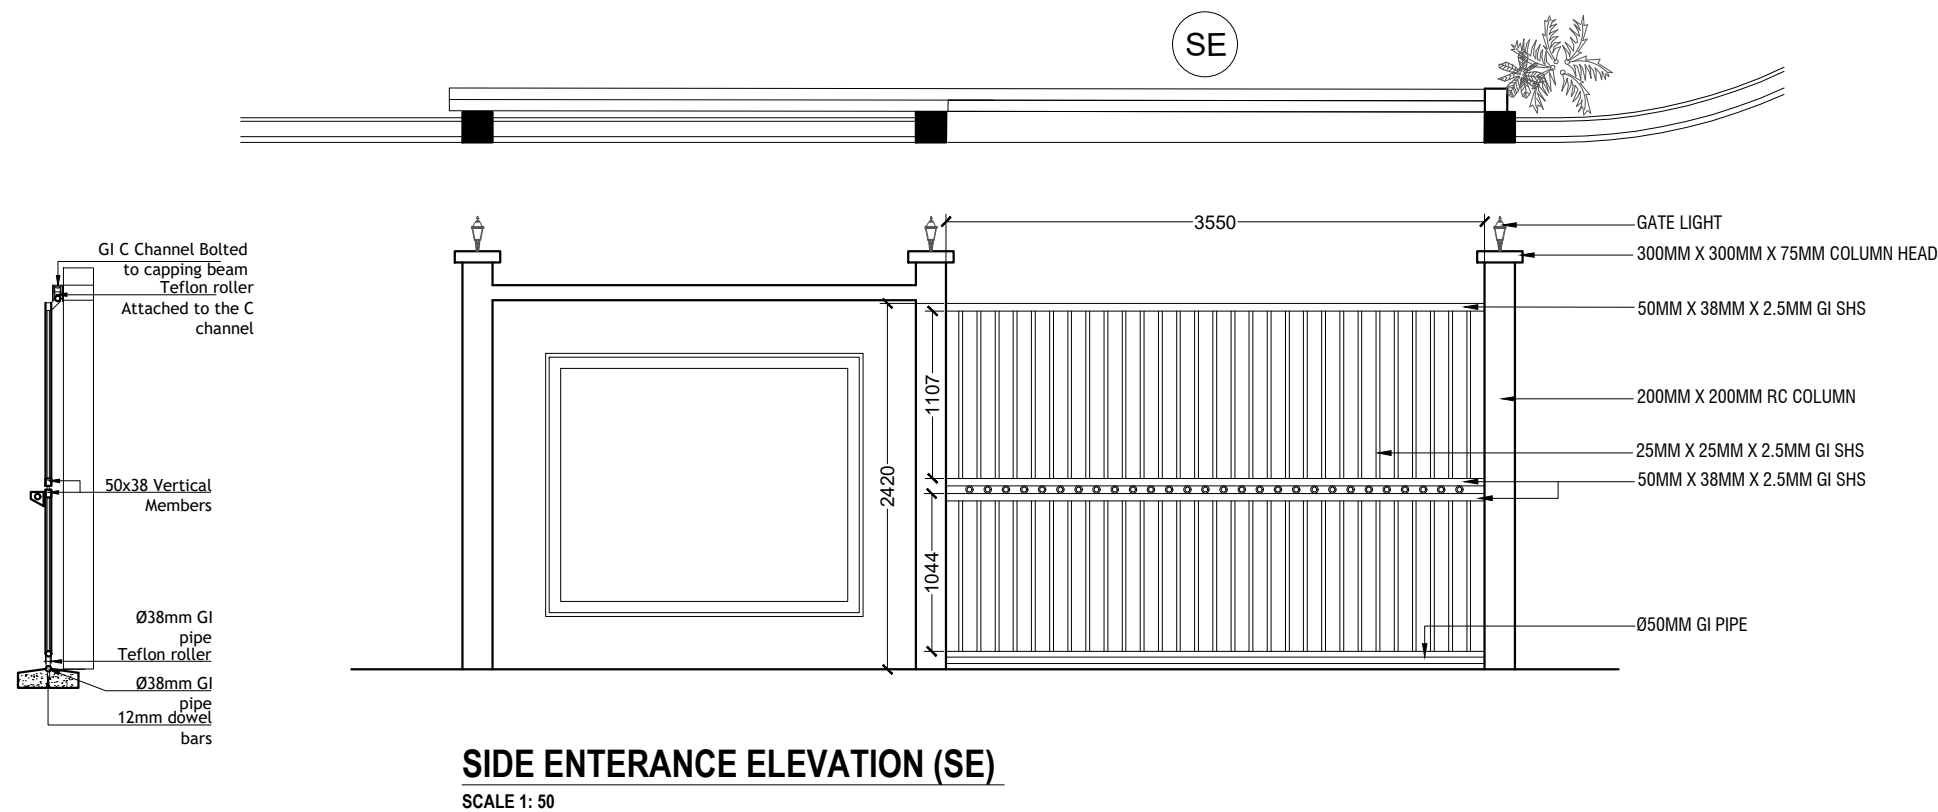 SE
3550
GATE LIGHT
300MM X 300MM X 75MM COLUMN HEAD
GI C Channel Bolted
to capping beam
Teflon roller
Attached to the C
channel
50MM X 38MM X 2.5MM GI SHS
1107
200MM X 200MM RC COLUMN
25MM X 25MM X 2.5MM GI SHS
50MM X 38MM X 2.5MM GI SHS
50x38 Vertical
Members
2420
1044
Ø38mm GI
pipe
Teflon roller
Ø38mm GI
pipe
12mm dowel
bars
Ø50MM GI PIPE
SIDE ENTERANCE ELEVATION (SE)
SCALE 1: 50